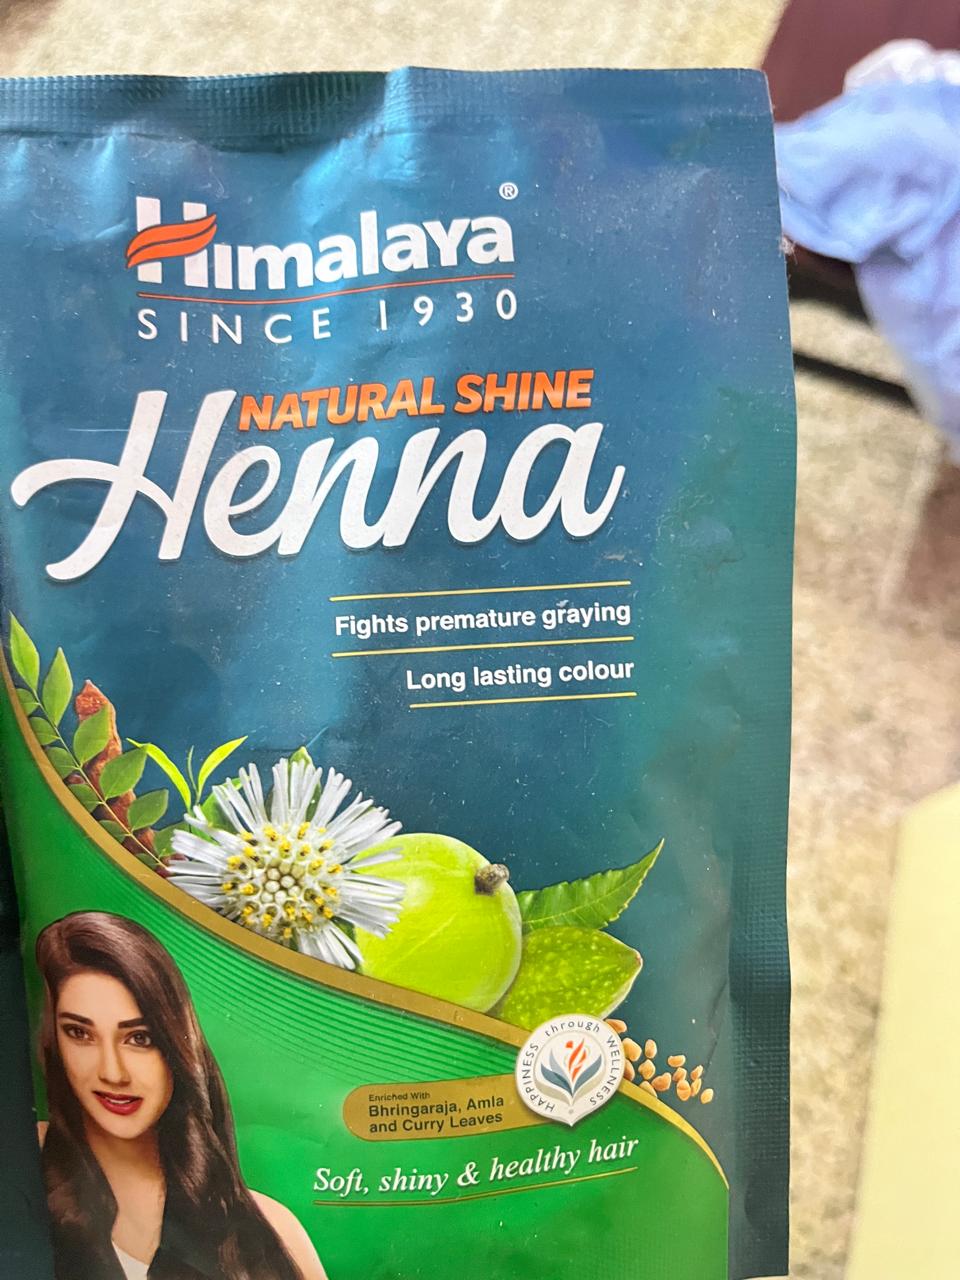 Himalaya®
SINCE 1930
NATURAL SHINE
Henna
Fights premature graying
Long lasting colour
HAPPINESS through WELLNESS
Enriched With
Bhringaraja, Amla
and Curry Leaves
Soft, shiny & healthy hair